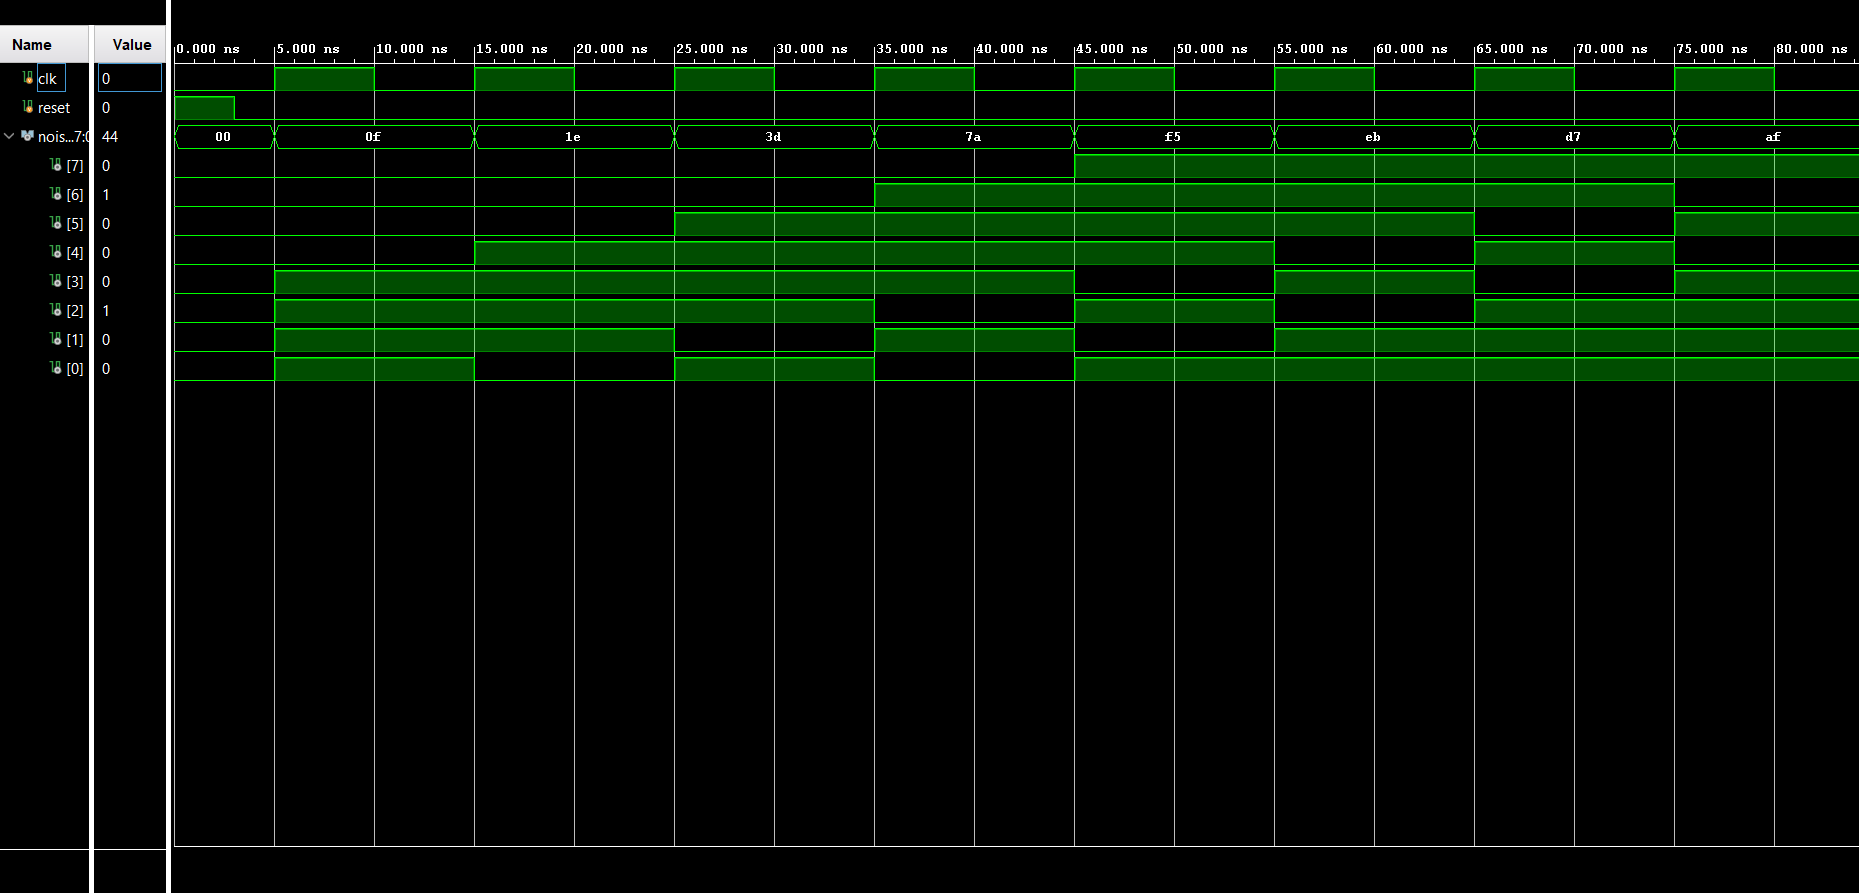 Name Value
0.000 ns 5.000 ns 10.000 ns 15.000 ns 20.000 ns 25.000 ns 30.000 ns 35.000 ns 40.000 ns 45.000 ns 50.000 ns 55.000 ns 60.000 ns 65.000 ns 70.000 ns 75.000 ns 80.000 ns
clk 0
reset 0
nois...7:0 44 00 0f 1e 3d 7a f5 eb d7 af
[7] 0
[6] 1
[5] 0
[4] 0
[3] 0
[2] 1
[1] 0
[0] 0